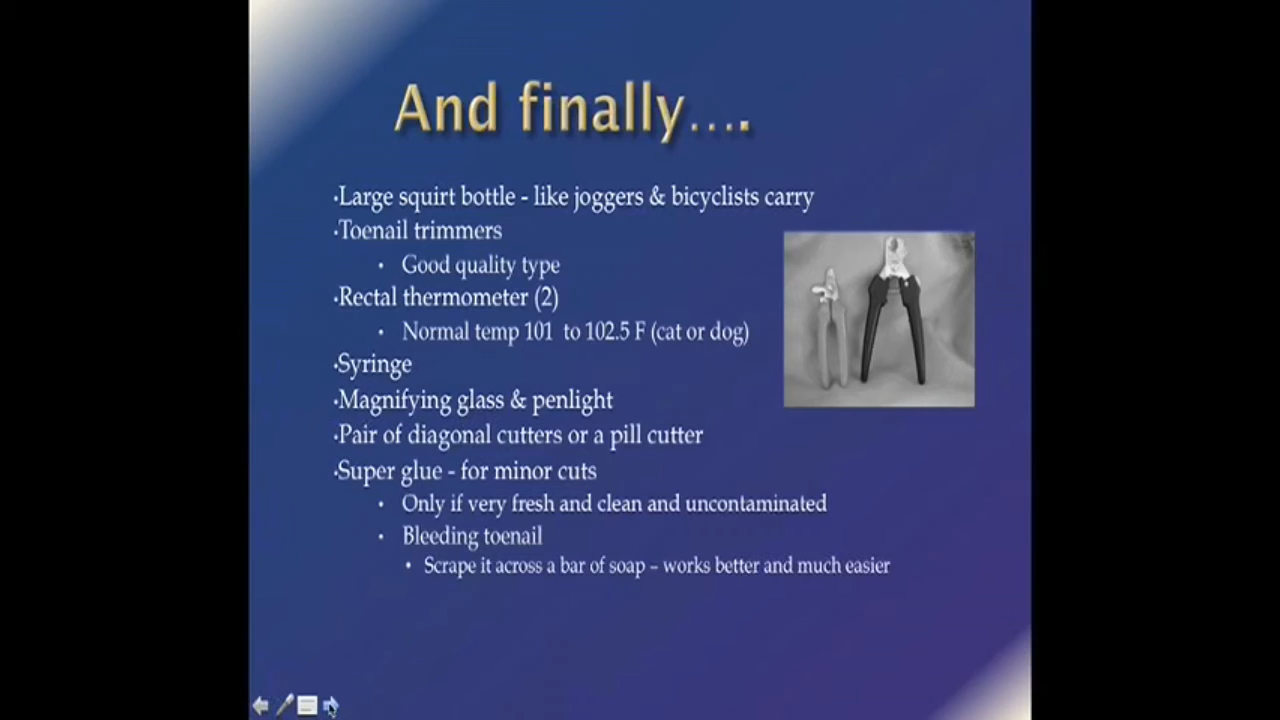 And finally....
•Large squirt bottle - like joggers & bicyclists carry
•Toenail trimmers
• Good quality type
•Rectal thermometer (2)
• Normal temp 101 to 102.5 F (cat or dog)
•Syringe
•Magnifying glass & penlight
•Pair of diagonal cutters or a pill cutter
•Super glue - for minor cuts
• Only if very fresh and clean and uncontaminated
• Bleeding toenail
• Scrape it across a bar of soap – works better and much easier